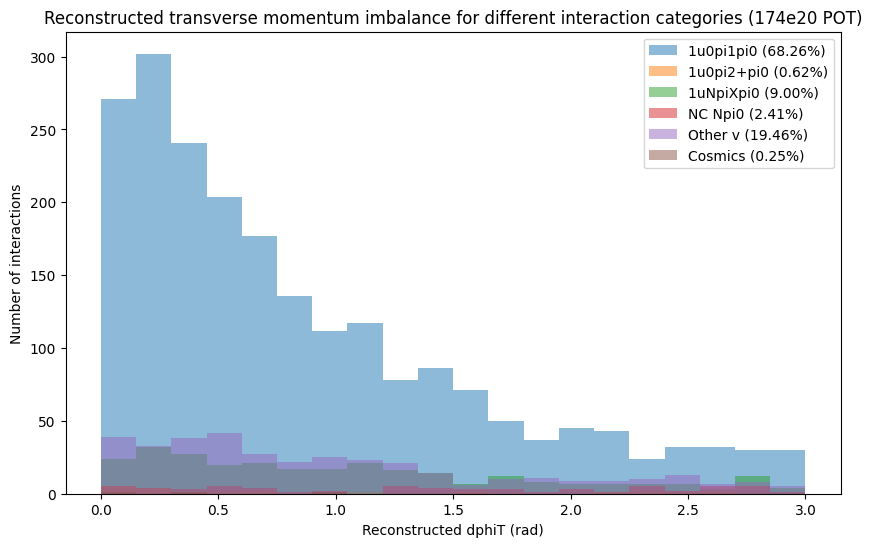 Reconstructed transverse momentum imbalance for different interaction categories (174e20 POT)
1u0pi1pi0 (68.26%)
1u0pi2+pi0 (0.62%)
1uNpiXpi0 (9.00%)
NC Npi0 (2.41%)
Other v (19.46%)
Cosmics (0.25%)
Number of interactions
300
250
200
150
100
50
0
0.0 0.5 1.0 1.5 2.0 2.5 3.0
Reconstructed dphiT (rad)